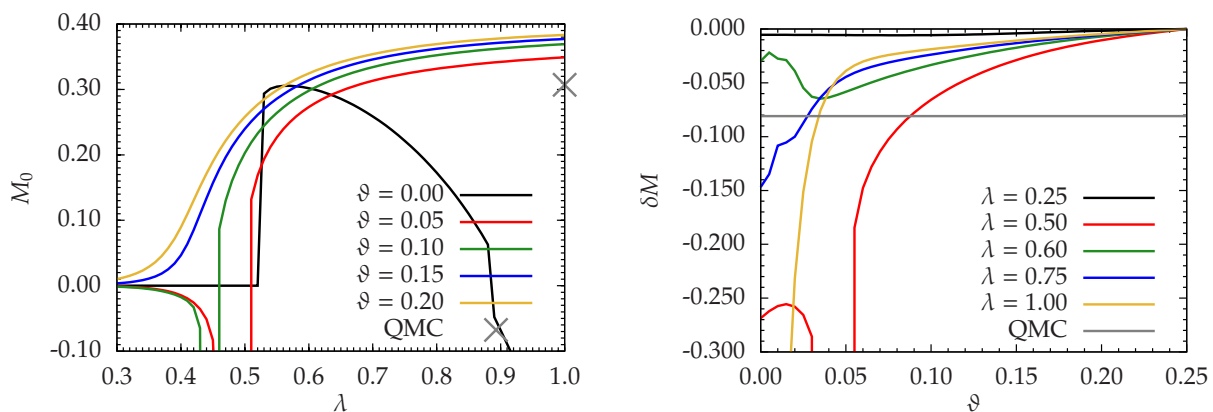 0.40
0.30
0.20
0.10
0.00
-0.10
M₀
0.3 0.4 0.5 0.6 0.7 0.8 0.9 1.0
λ
ϑ = 0.00
ϑ = 0.05
ϑ = 0.10
ϑ = 0.15
ϑ = 0.20
QMC
0.000
-0.050
-0.100
-0.150
-0.200
-0.250
-0.300
δM
0.00 0.05 0.10 0.15 0.20 0.25
ϑ
λ = 0.25
λ = 0.50
λ = 0.60
λ = 0.75
λ = 1.00
QMC